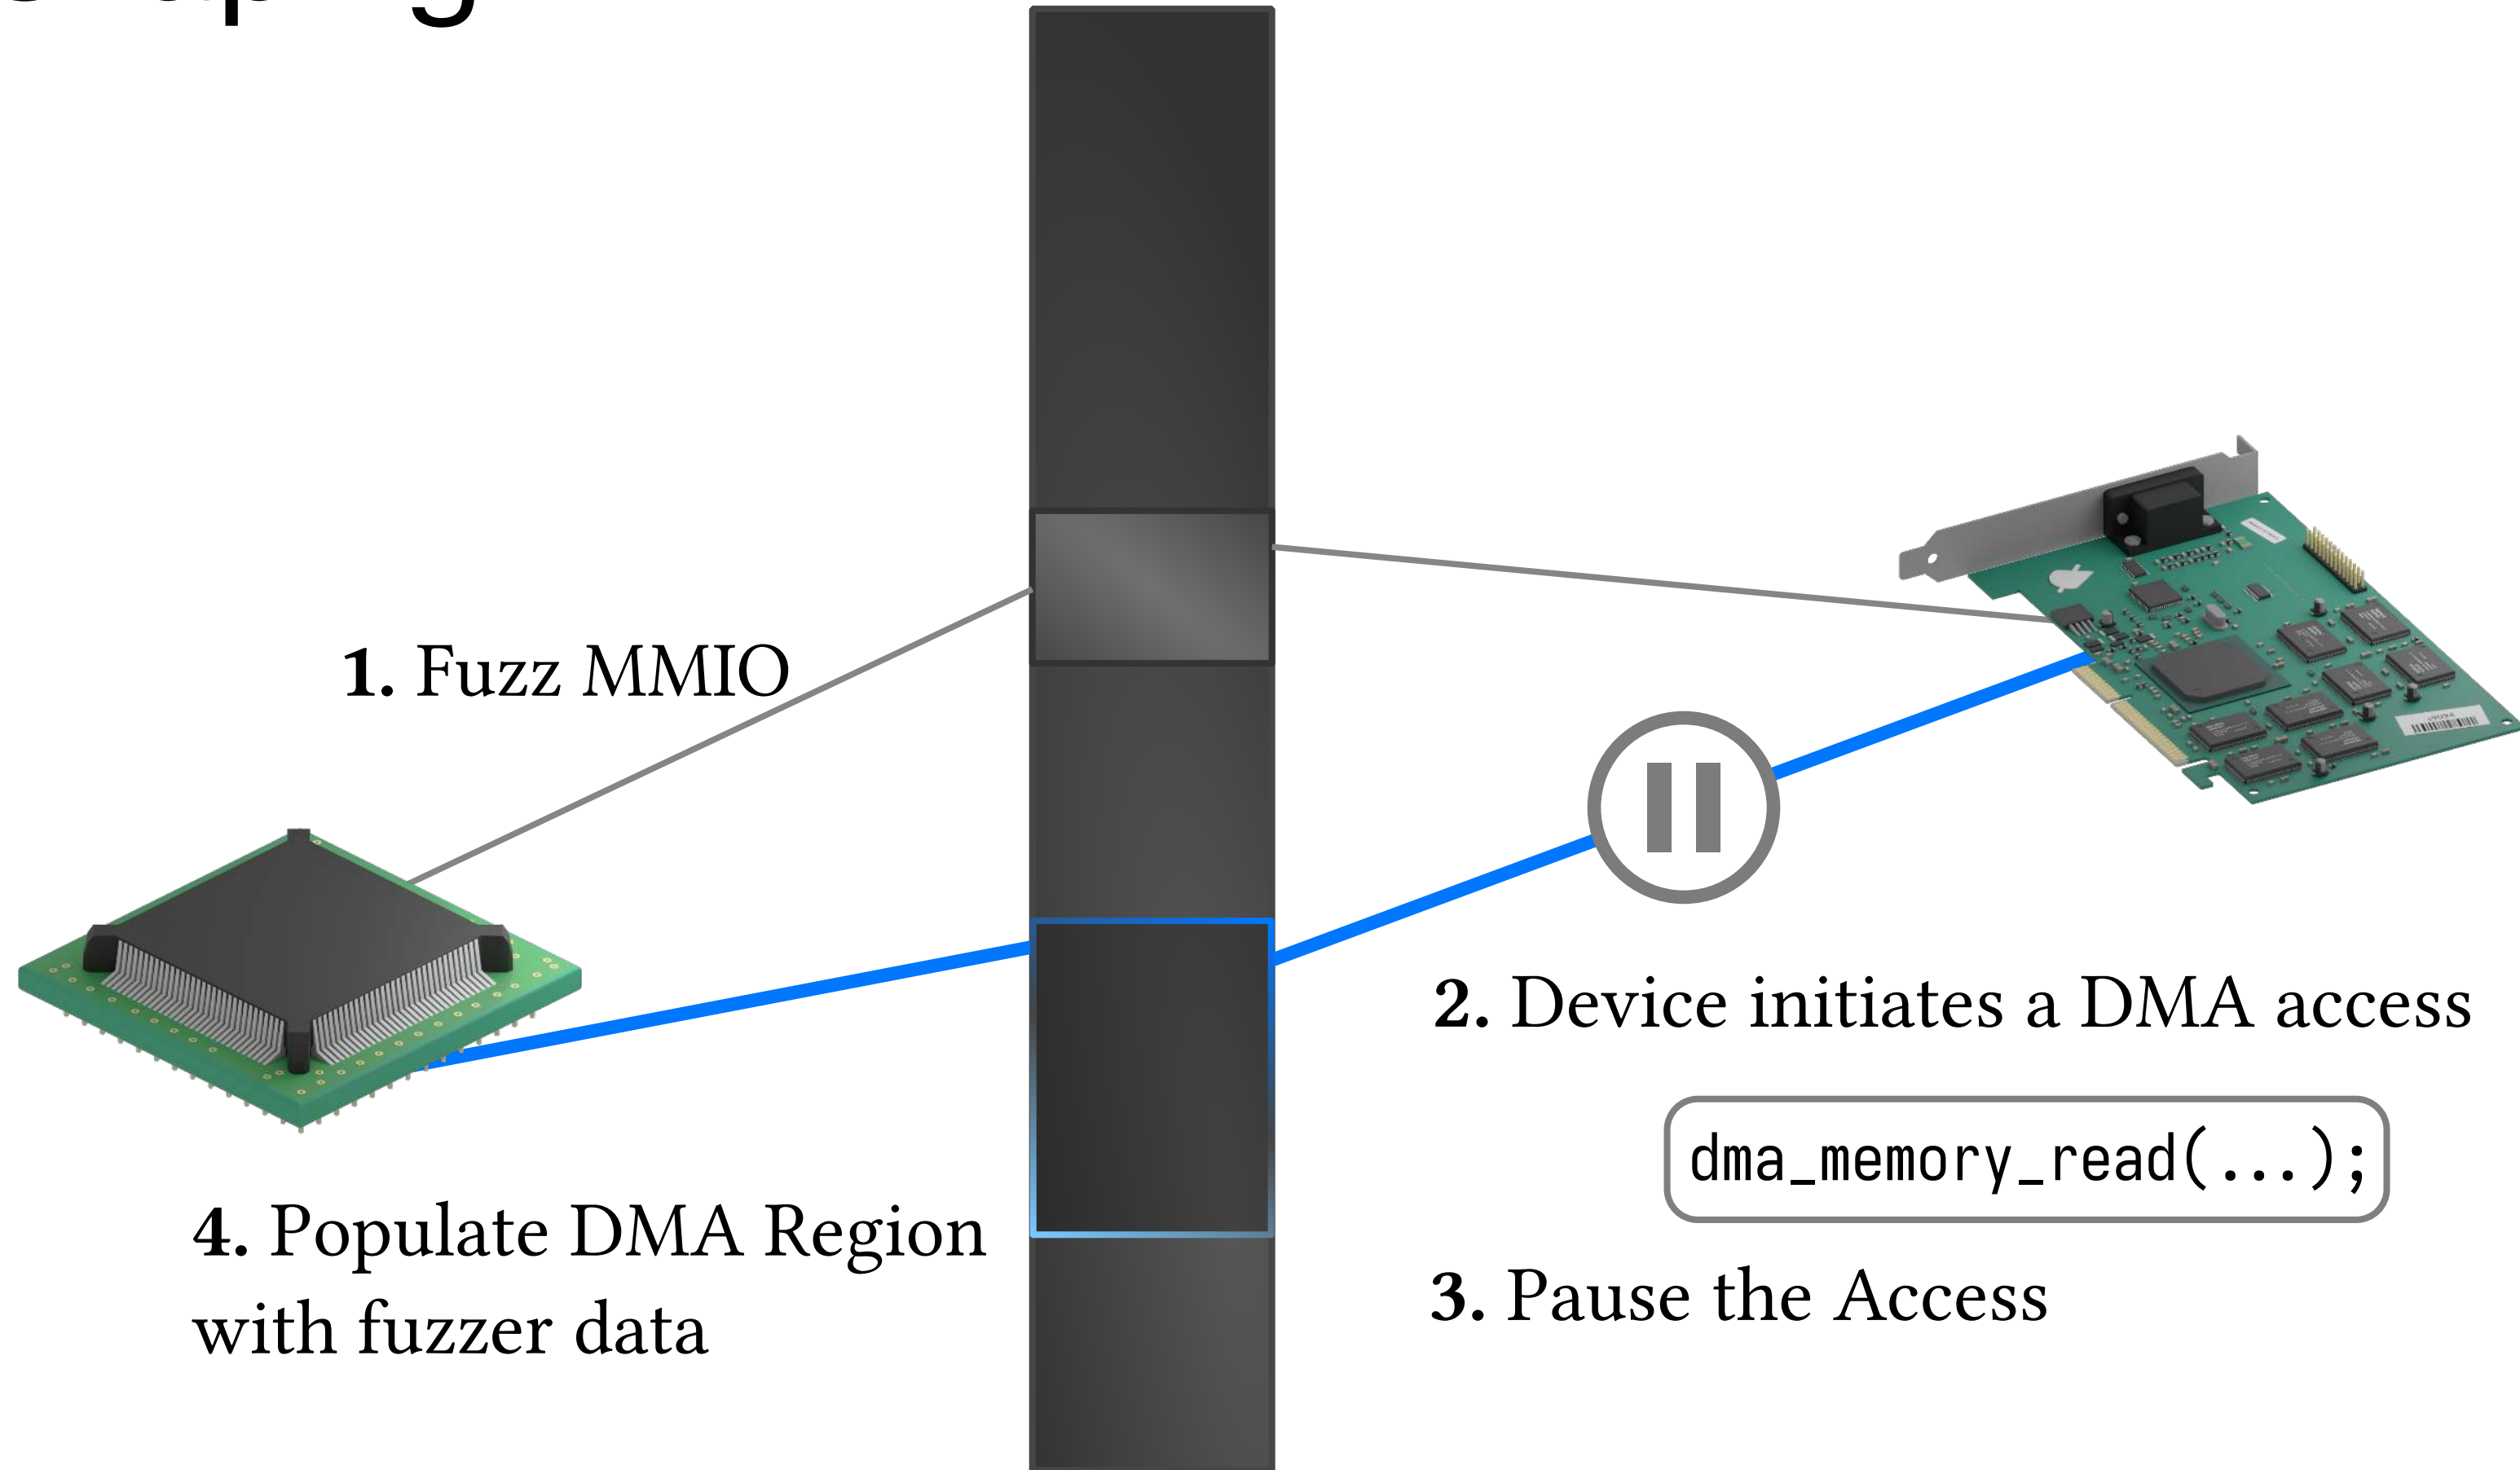 1. Fuzz MMIO
2. Device initiates a DMA access
dma_memory_read(...);
3. Pause the Access
4. Populate DMA Region
with fuzzer data